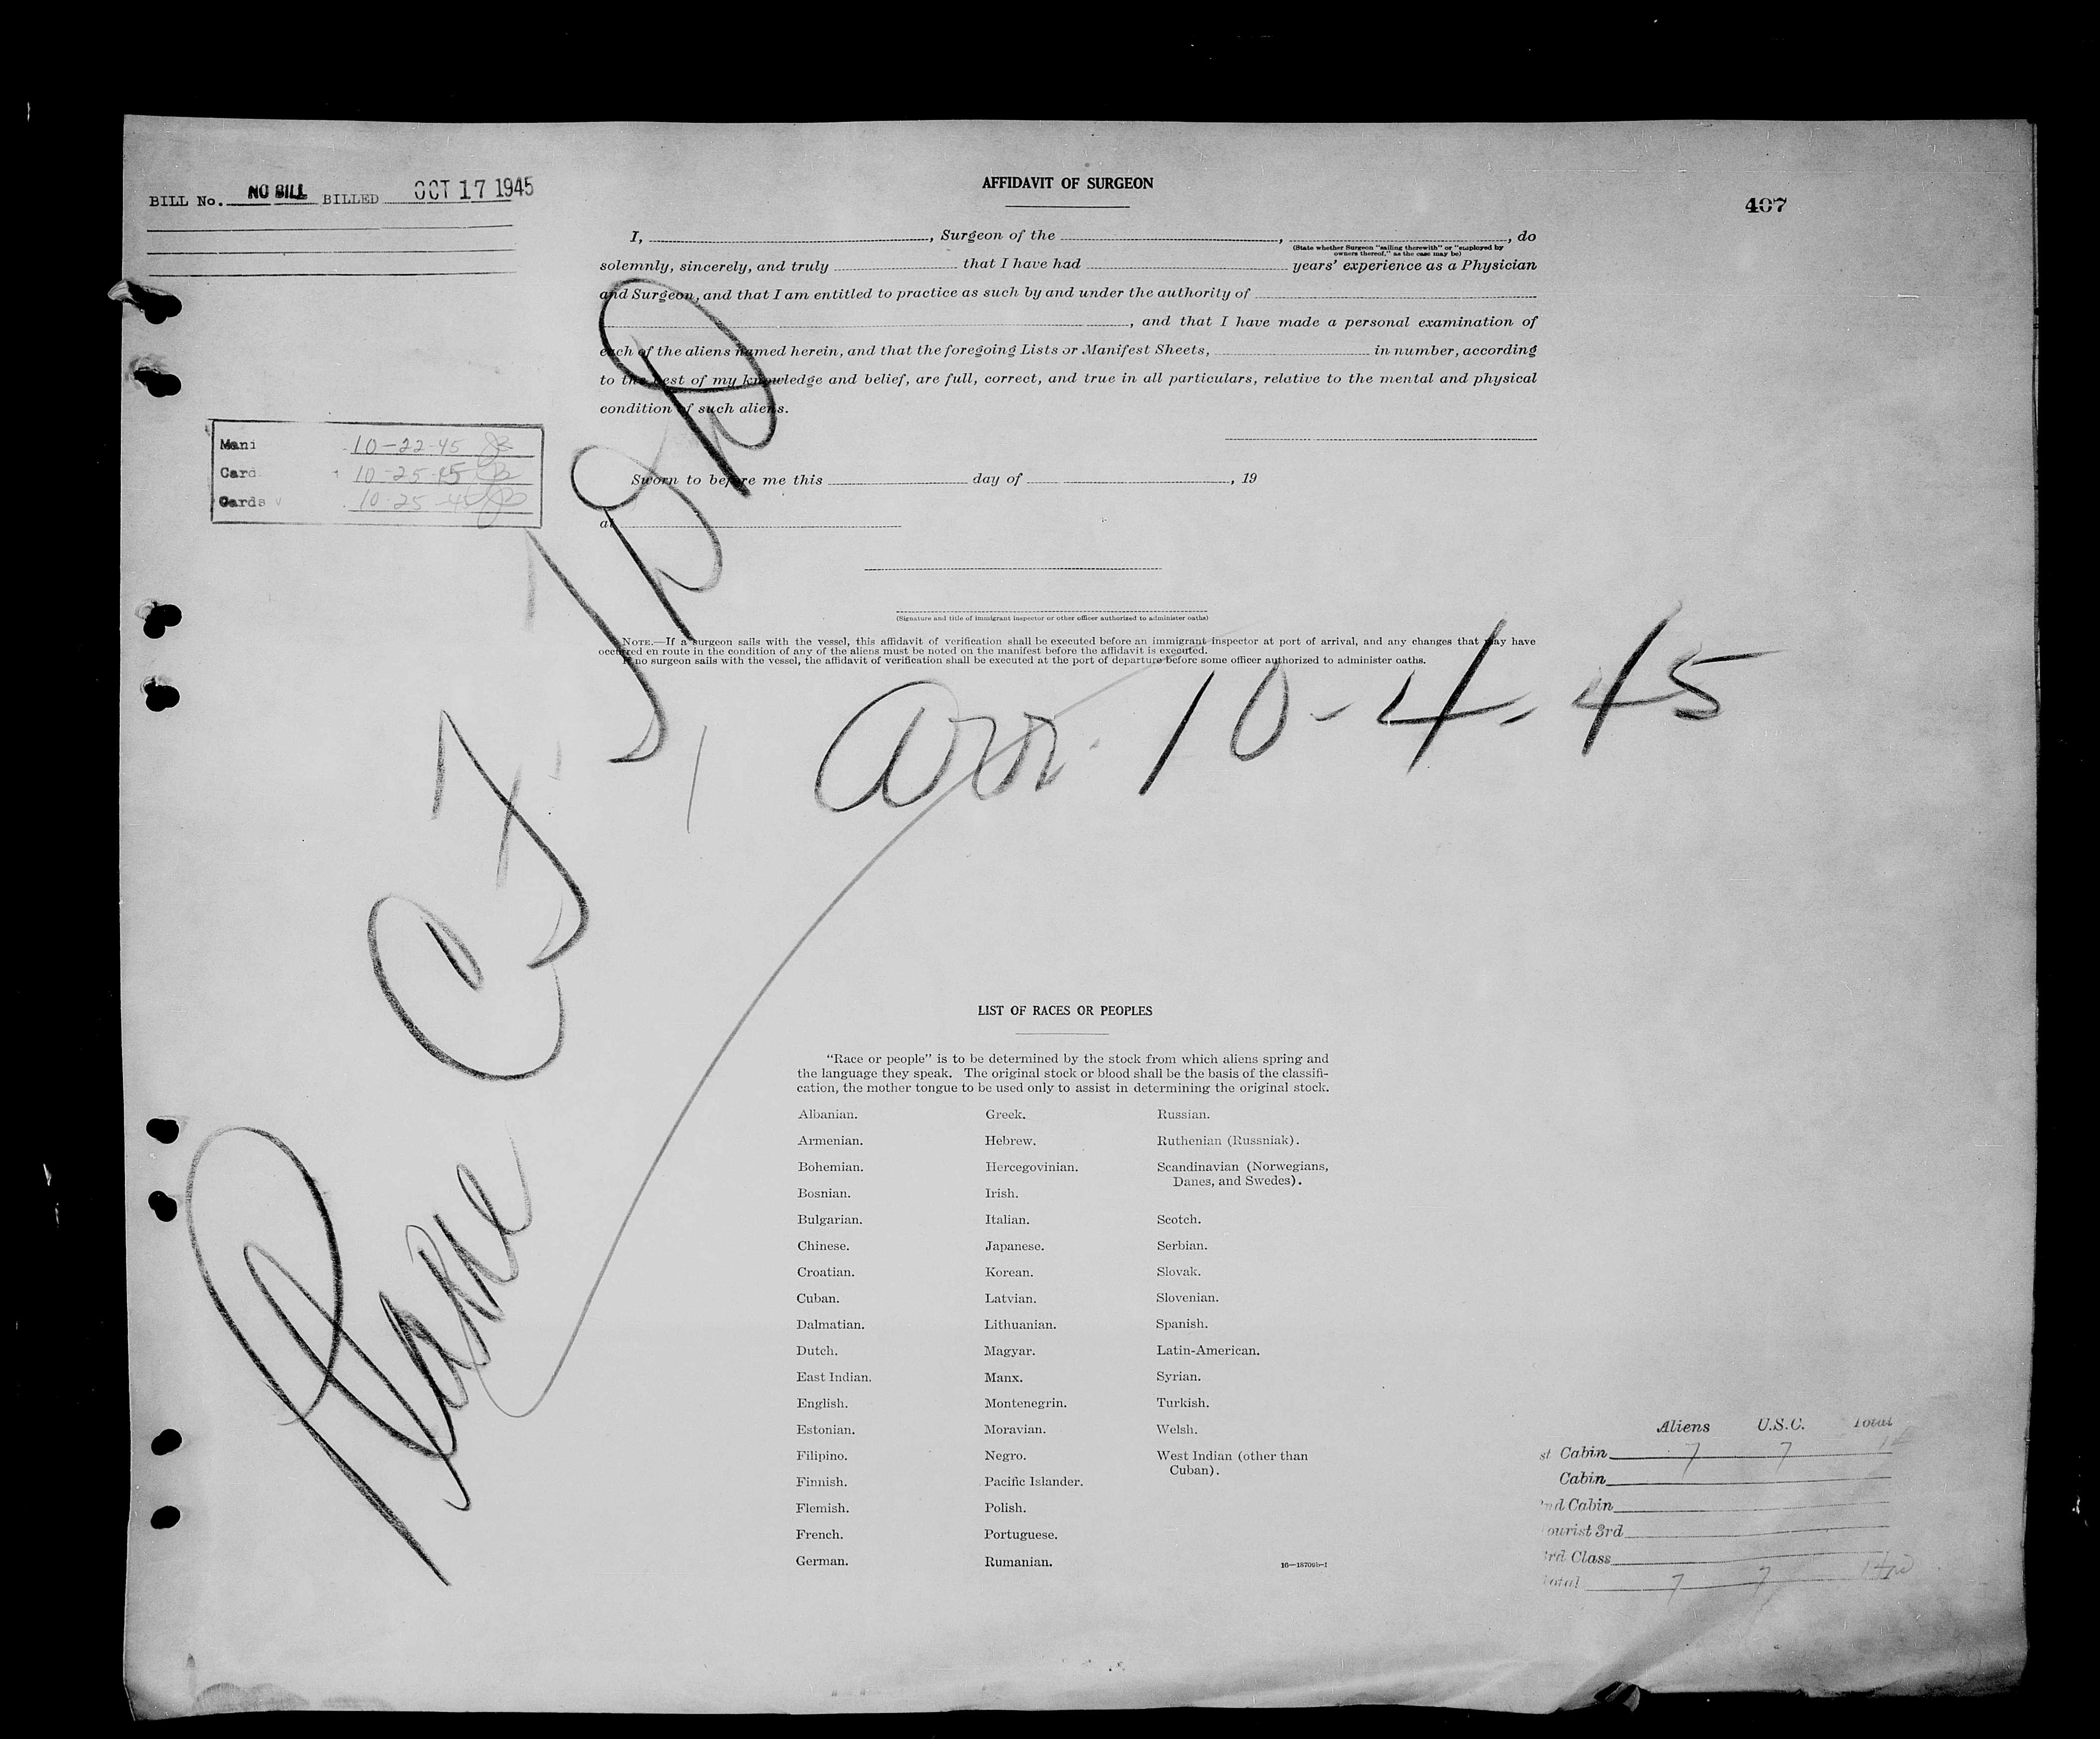 BILL No. NO BILL BILLED OCT 17 1945
AFFIDAVIT OF SURGEON
407
I, , Surgeon of the , , do
(State whether Surgeon "sailing therewith" or "employed by
owners thereof," as the case may be)
solemnly, sincerely, and truly that I have had years' experience as a Physician
and Surgeon, and that I am entitled to practice as such by and under the authority of
, and that I have made a personal examination of
each of the aliens named herein, and that the foregoing Lists or Manifest Sheets, in number, according
to the best of my knowledge and belief, are full, correct, and true in all particulars, relative to the mental and physical
condition of such aliens.
Mani 10-22-45
Card 10-25-45
Cards 10-25-45
Sworn to before me this day of , 19
at
(Signature and title of immigrant inspector or other officer authorized to administer oaths)
NOTE.—If a surgeon sails with the vessel, this affidavit of verification shall be executed before an immigrant inspector at port of arrival, and any changes that may have
occurred en route in the condition of any of the aliens must be noted on the manifest before the affidavit is executed.
If no surgeon sails with the vessel, the affidavit of verification shall be executed at the port of departure before some officer authorized to administer oaths.
Plane
arr. 10-4-45
LIST OF RACES OR PEOPLES
"Race or people" is to be determined by the stock from which aliens spring and
the language they speak. The original stock or blood shall be the basis of the classifi-
cation, the mother tongue to be used only to assist in determining the original stock.
Albanian. Greek. Russian.
Armenian. Hebrew. Ruthenian (Russniak).
Bohemian. Hercegovinian. Scandinavian (Norwegians,
Danes, and Swedes).
Bosnian. Irish.
Bulgarian. Italian. Scotch.
Chinese. Japanese. Serbian.
Croatian. Korean. Slovak.
Cuban. Latvian. Slovenian.
Dalmatian. Lithuanian. Spanish.
Dutch. Magyar. Latin-American.
East Indian. Manx. Syrian.
English. Montenegrin. Turkish.
Estonian. Moravian. Welsh.
Filipino. Negro. West Indian (other than
Cuban).
Finnish. Pacific Islander.
Flemish. Polish.
French. Portuguese.
German. Rumanian.
16—18709b-1
Aliens U.S.C. Total
st Cabin 7 7 14
Cabin
nd Cabin
ourist 3rd
3rd Class
Total 7 7 14